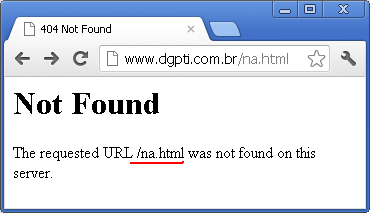 404 Not Found
www.dgpti.com.br/na.html
Not Found
The requested URL /na.html was not found on this
server.